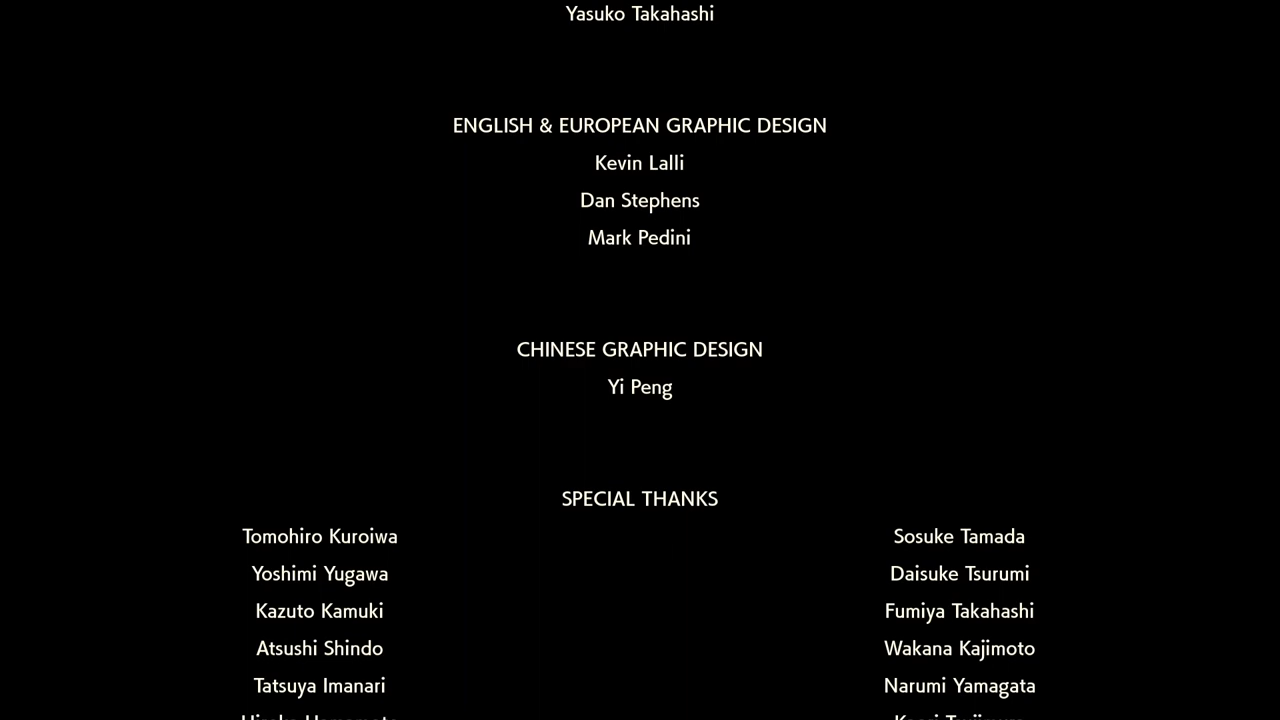 Yasuko Takahashi
ENGLISH & EUROPEAN GRAPHIC DESIGN
Kevin Lalli
Dan Stephens
Mark Pedini
CHINESE GRAPHIC DESIGN
Yi Peng
SPECIAL THANKS
Tomohiro Kuroiwa Sosuke Tamada
Yoshimi Yugawa Daisuke Tsurumi
Kazuto Kamuki Fumiya Takahashi
Atsushi Shindo Wakana Kajimoto
Tatsuya Imanari Narumi Yamagata